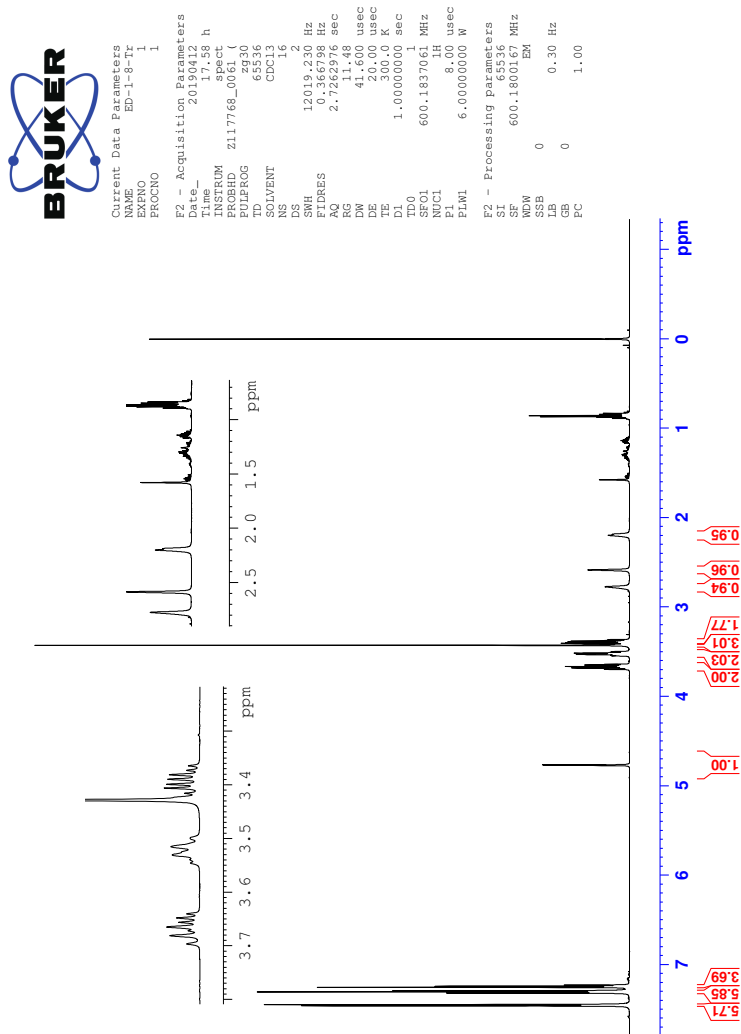 BRUKER
Current Data Parameters
NAME ED-1-8-Tr
EXPNO 1
PROCNO 1
F2 - Acquisition Parameters
Date_ 20190412
Time 17.58 h
INSTRUM spect
PROBHD Z117768_0061 (
PULPROG zg30
TD 65536
SOLVENT CDCl3
NS 16
DS 2
SWH 12019.230 Hz
FIDRES 0.366798 Hz
AQ 2.7262976 sec
RG 11.48
DW 41.600 usec
DE 20.00 usec
TE 300.0 K
D1 1.00000000 sec
TD0 1
SFO1 600.1837061 MHz
NUC1 1H
P1 8.00 usec
PLW1 6.00000000 W
F2 - Processing parameters
SI 65536
SF 600.1800167 MHz
WDW EM
SSB 0
LB 0.30 Hz
GB 0
PC 1.00
3.7 3.6 3.5 3.4 ppm
2.5 2.0 1.5 ppm
7 6 5 4 3 2 1 0 ppm
5.71
5.85
3.69
1.00
2.00
2.03
3.01
1.77
0.94
0.96
0.95